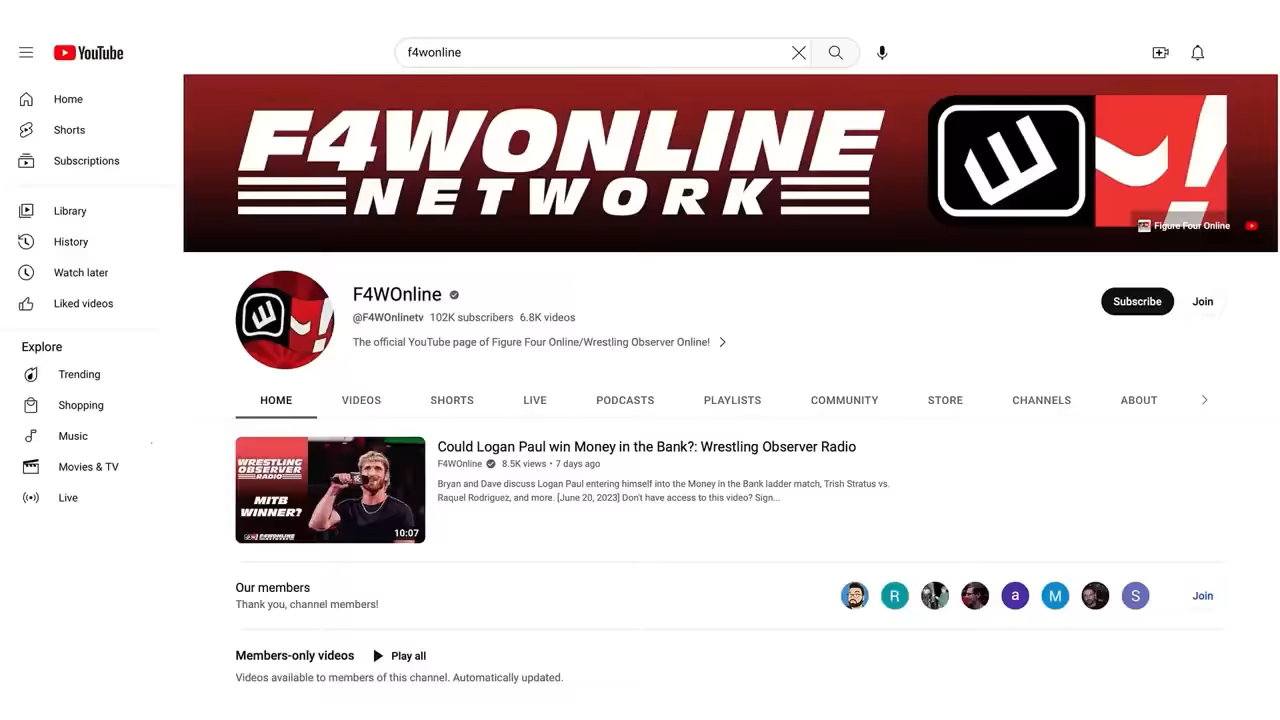 YouTube
f4wonline
Home
Shorts
Subscriptions
Library
History
Watch later
Liked videos
Explore
Trending
Shopping
Music
Movies & TV
Live
F4WONLINE
NETWORK
Figure Four Online
F4WOnline
@F4WOnlinetv 102K subscribers 6.8K videos
The official YouTube page of Figure Four Online/Wrestling Observer Online!
Subscribe
Join
HOME VIDEOS SHORTS LIVE PODCASTS PLAYLISTS COMMUNITY STORE CHANNELS ABOUT
WRESTLING
OBSERVER
RADIO
MITB
WINNER?
F4WONLINE
NETWORK
10:07
Could Logan Paul win Money in the Bank?: Wrestling Observer Radio
F4WOnline 8.5K views • 7 days ago
Bryan and Dave discuss Logan Paul entering himself into the Money in the Bank ladder match, Trish Stratus vs.
Raquel Rodriguez, and more. [June 20, 2023] Don't have access to this video? Sign...
Our members
Thank you, channel members!
R
a
M
S
Join
Members-only videos Play all
Videos available to members of this channel. Automatically updated.